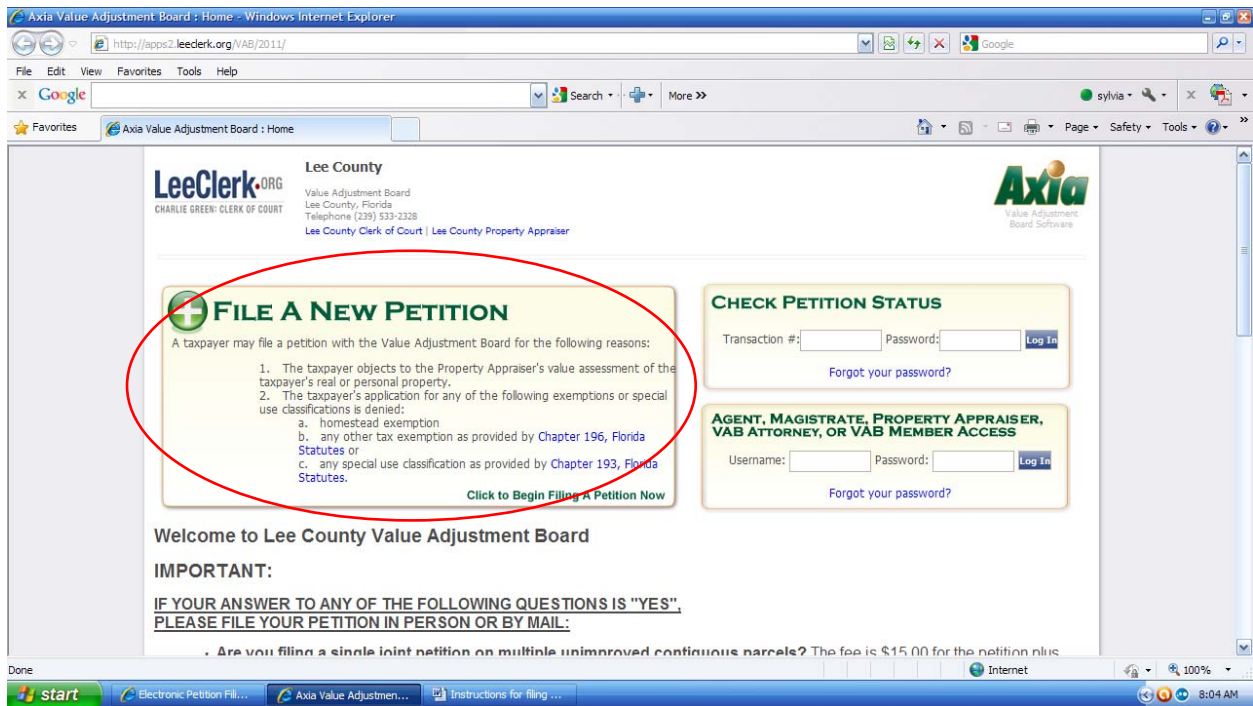 Axia Value Adjustment Board : Home - Windows Internet Explorer
http://apps2.leeclerk.org/VAB/2011/
Google
File Edit View Favorites Tools Help
x Google Search More >> sylvia
Favorites Axia Value Adjustment Board : Home Page Safety Tools
LeeClerk.ORG
CHARLIE GREEN: CLERK OF COURT
Lee County
Value Adjustment Board
Lee County, Florida
Telephone (239) 533-2328
Lee County Clerk of Court | Lee County Property Appraiser
Axia
Value Adjustment
Board Software
FILE A NEW PETITION
A taxpayer may file a petition with the Value Adjustment Board for the following reasons:
1. The taxpayer objects to the Property Appraiser's value assessment of the
taxpayer's real or personal property.
2. The taxpayer's application for any of the following exemptions or special
use classifications is denied:
a. homestead exemption
b. any other tax exemption as provided by Chapter 196, Florida
Statutes or
c. any special use classification as provided by Chapter 193, Florida
Statutes.
Click to Begin Filing A Petition Now
CHECK PETITION STATUS
Transaction #: Password: Log In
Forgot your password?
AGENT, MAGISTRATE, PROPERTY APPRAISER,
VAB ATTORNEY, OR VAB MEMBER ACCESS
Username: Password: Log In
Forgot your password?
Welcome to Lee County Value Adjustment Board
IMPORTANT:
IF YOUR ANSWER TO ANY OF THE FOLLOWING QUESTIONS IS "YES",
PLEASE FILE YOUR PETITION IN PERSON OR BY MAIL:
· Are you filing a single joint petition on multiple unimproved contiguous parcels? The fee is $15.00 for the petition plus
Done Internet 100%
start Electronic Petition Fili... Axia Value Adjustmen... Instructions for filing ... 8:04 AM